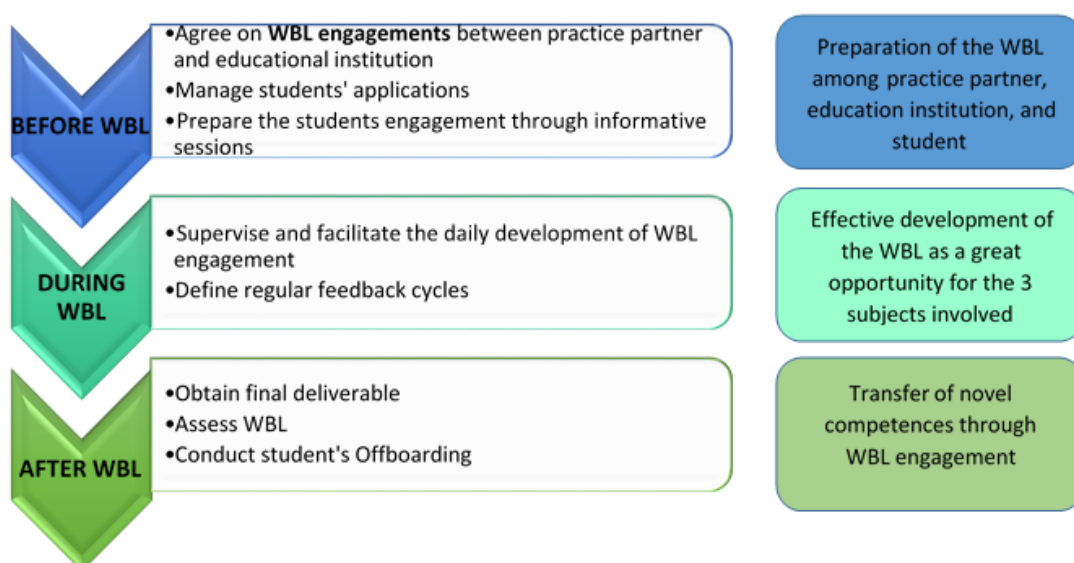 BEFORE WBL
•Agree on WBL engagements between practice partner
and educational institution
•Manage students' applications
•Prepare the students engagement through informative
sessions
Preparation of the WBL
among practice partner,
education institution, and
student
DURING
WBL
•Supervise and facilitate the daily development of WBL
engagement
•Define regular feedback cycles
Effective development of
the WBL as a great
opportunity for the 3
subjects involved
AFTER WBL
•Obtain final deliverable
•Assess WBL
•Conduct student's Offboarding
Transfer of novel
competences through
WBL engagement